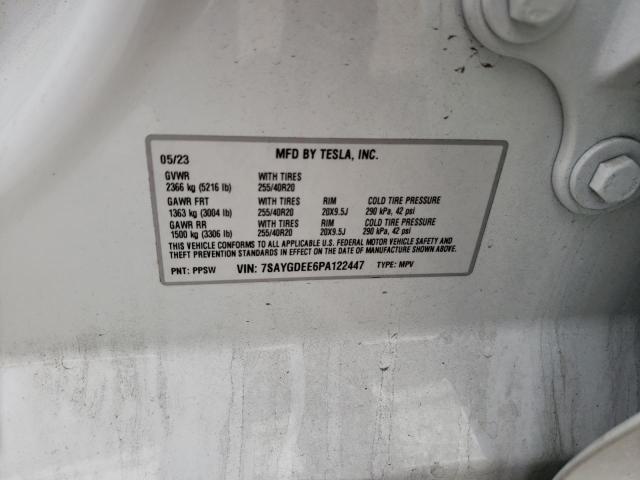 05/23 MFD BY TESLA, INC.
GVWR WITH TIRES
2366 kg (5216 lb) 255/40R20
GAWR FRT WITH TIRES RIM COLD TIRE PRESSURE
1363 kg (3004 lb) 255/40R20 20X9.5J 290 kPa, 42 psi
GAWR RR WITH TIRES RIM COLD TIRE PRESSURE
1500 kg (3306 lb) 255/40R20 20X9.5J 290 kPa, 42 psi
THIS VEHICLE CONFORMS TO ALL APPLICABLE U.S. FEDERAL MOTOR VEHICLE SAFETY AND
THEFT PREVENTION STANDARDS IN EFFECT ON THE DATE OF MANUFACTURE SHOWN ABOVE.
PNT: PPSW VIN: 7SAYGDEE6PA122447 TYPE: MPV